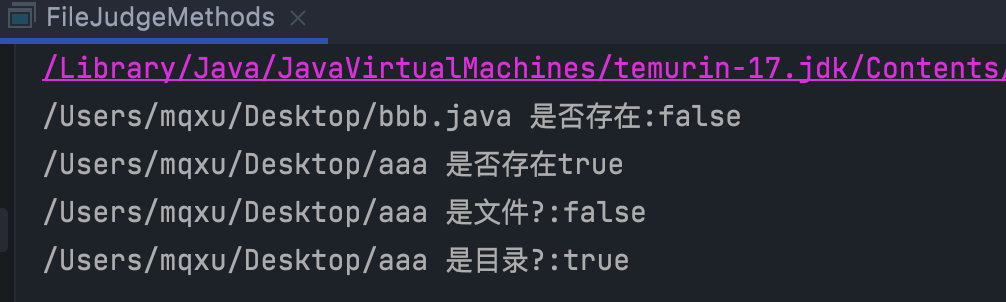 FileJudgeMethods
/Library/Java/JavaVirtualMachines/temurin-17.jdk/Contents/
/Users/mqxu/Desktop/bbb.java 是否存在:false
/Users/mqxu/Desktop/aaa 是否存在true
/Users/mqxu/Desktop/aaa 是文件?:false
/Users/mqxu/Desktop/aaa 是目录?:true